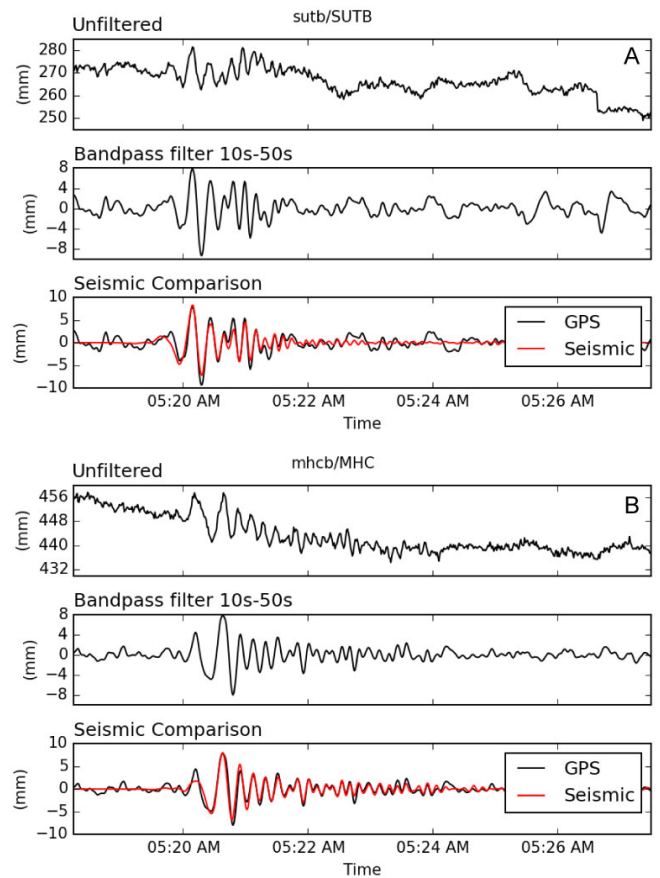 sutb/SUTB
Unfiltered
A
280
270
260
250
(mm)
Bandpass filter 10s-50s
8
4
0
−4
−8
(mm)
Seismic Comparison
10
5
0
−5
−10
(mm)
GPS
Seismic
05:20 AM 05:22 AM 05:24 AM 05:26 AM
Time
mhcb/MHC
Unfiltered
B
456
448
440
432
(mm)
Bandpass filter 10s-50s
8
4
0
−4
−8
(mm)
Seismic Comparison
10
5
0
−5
−10
(mm)
GPS
Seismic
05:20 AM 05:22 AM 05:24 AM 05:26 AM
Time